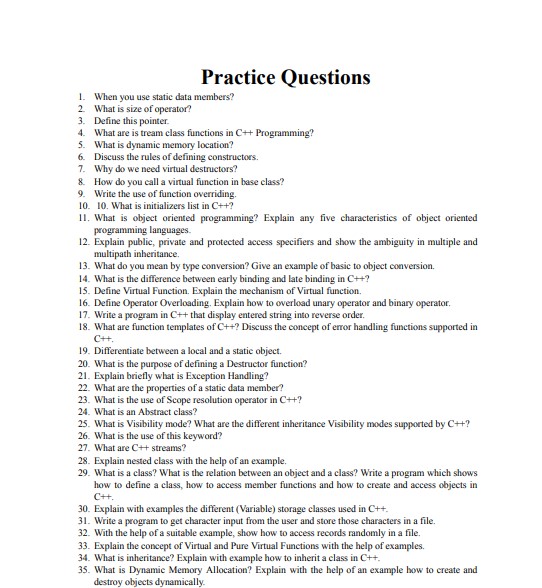 Practice Questions
1. When you use static data members?
2. What is size of operator?
3. Define this pointer.
4. What are is tream class functions in C++ Programming?
5. What is dynamic memory location?
6. Discuss the rules of defining constructors.
7. Why do we need virtual destructors?
8. How do you call a virtual function in base class?
9. Write the use of function overriding.
10. 10. What is initializers list in C++?
11. What is object oriented programming? Explain any five characteristics of object oriented
programming languages.
12. Explain public, private and protected access specifiers and show the ambiguity in multiple and
multipath inheritance.
13. What do you mean by type conversion? Give an example of basic to object conversion.
14. What is the difference between early binding and late binding in C++?
15. Define Virtual Function. Explain the mechanism of Virtual function.
16. Define Operator Overloading. Explain how to overload unary operator and binary operator.
17. Write a program in C++ that display entered string into reverse order.
18. What are function templates of C++? Discuss the concept of error handling functions supported in
C++.
19. Differentiate between a local and a static object.
20. What is the purpose of defining a Destructor function?
21. Explain briefly what is Exception Handling?
22. What are the properties of a static data member?
23. What is the use of Scope resolution operator in C++?
24. What is an Abstract class?
25. What is Visibility mode? What are the different inheritance Visibility modes supported by C++?
26. What is the use of this keyword?
27. What are C++ streams?
28. Explain nested class with the help of an example.
29. What is a class? What is the relation between an object and a class? Write a program which shows
how to define a class, how to access member functions and how to create and access objects in
C++.
30. Explain with examples the different (Variable) storage classes used in C++.
31. Write a program to get character input from the user and store those characters in a file.
32. With the help of a suitable example, show how to access records randomly in a file.
33. Explain the concept of Virtual and Pure Virtual Functions with the help of examples.
34. What is inheritance? Explain with example how to inherit a class in C++.
35. What is Dynamic Memory Allocation? Explain with the help of an example how to create and
destroy objects dynamically.